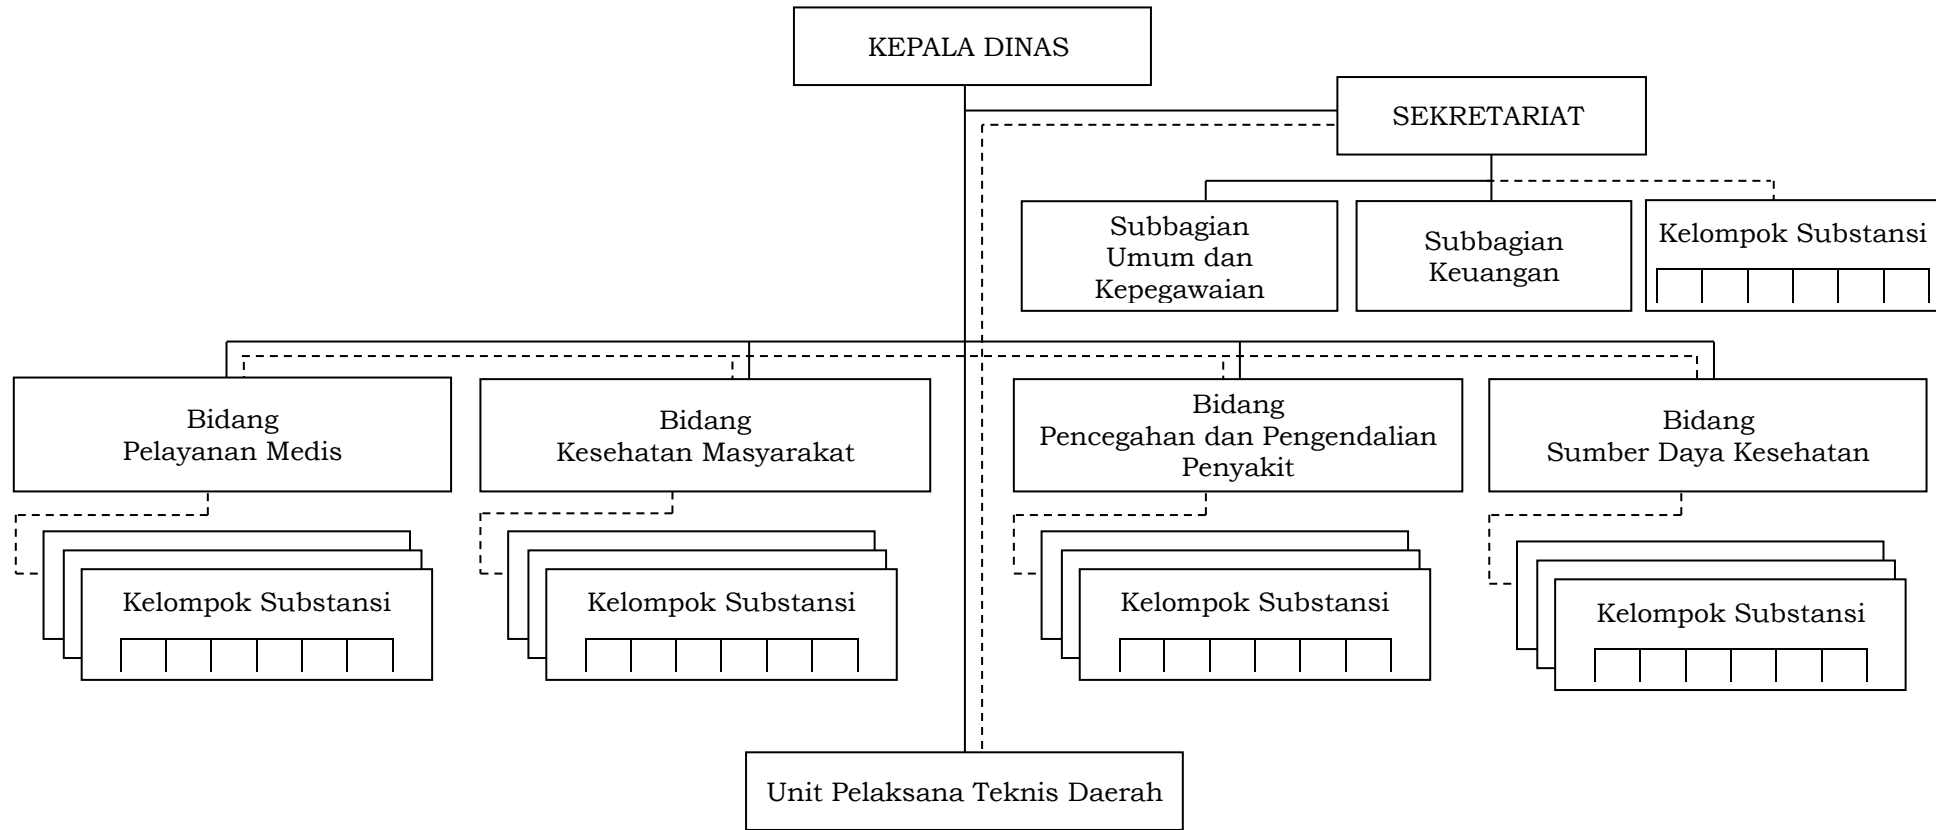 KEPALA DINAS
SEKRETARIAT
Subbagian
Umum dan
Kepegawaian
Subbagian
Keuangan
Kelompok Substansi
Bidang
Pelayanan Medis
Bidang
Kesehatan Masyarakat
Bidang
Pencegahan dan Pengendalian
Penyakit
Bidang
Sumber Daya Kesehatan
Kelompok Substansi
Kelompok Substansi
Kelompok Substansi
Kelompok Substansi
Unit Pelaksana Teknis Daerah